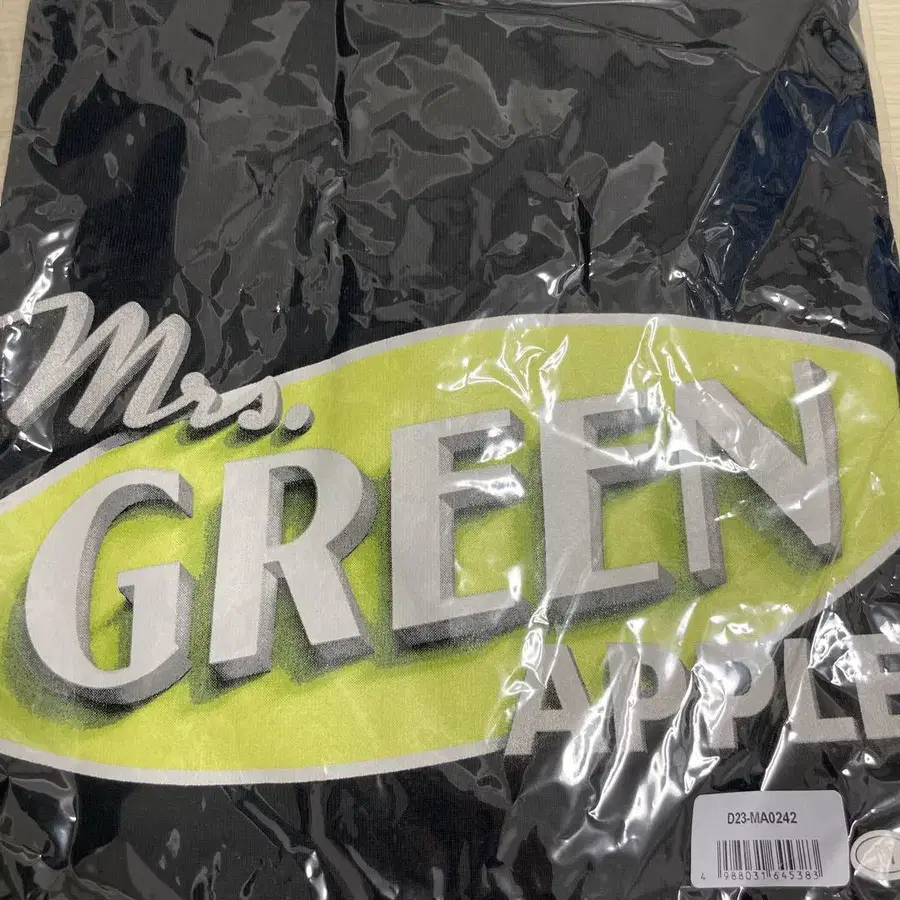 Mrs.
GREEN
APPLE
D23-MA0242
4 988031 645383